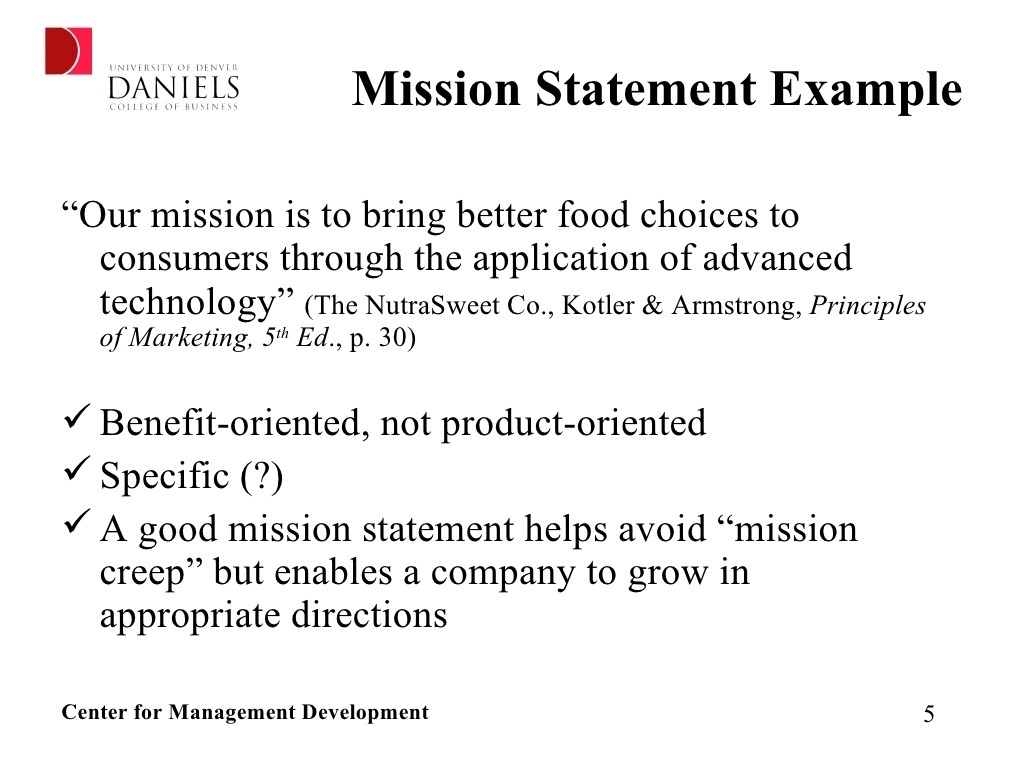 UNIVERSITY OF DENVER
DANIELS
COLLEGE OF BUSINESS
Mission Statement Example
“Our mission is to bring better food choices to
consumers through the application of advanced
technology” (The NutraSweet Co., Kotler & Armstrong, Principles
of Marketing, 5th Ed., p. 30)
✓ Benefit-oriented, not product-oriented
✓ Specific (?)
✓ A good mission statement helps avoid “mission
creep” but enables a company to grow in
appropriate directions
Center for Management Development
5